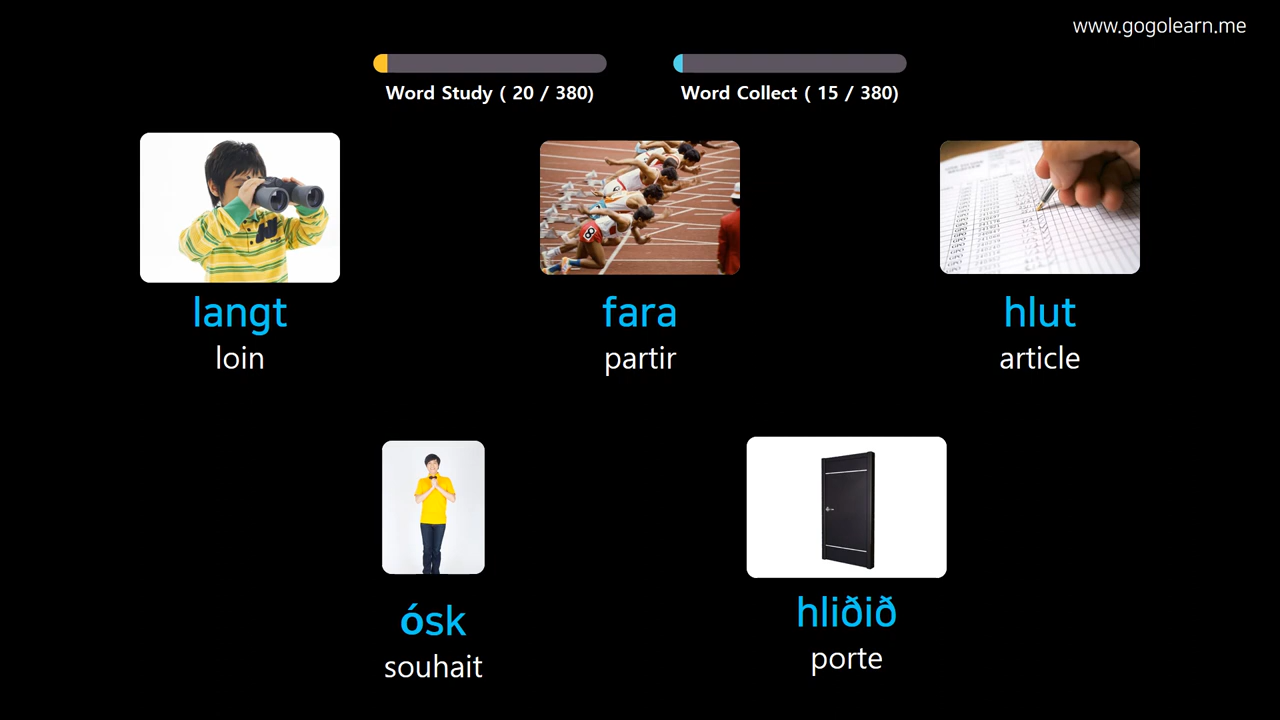 www.gogolearn.me
Word Study ( 20 / 380)
Word Collect ( 15 / 380)
langt
loin
fara
partir
hlut
article
ósk
souhait
hliðið
porte